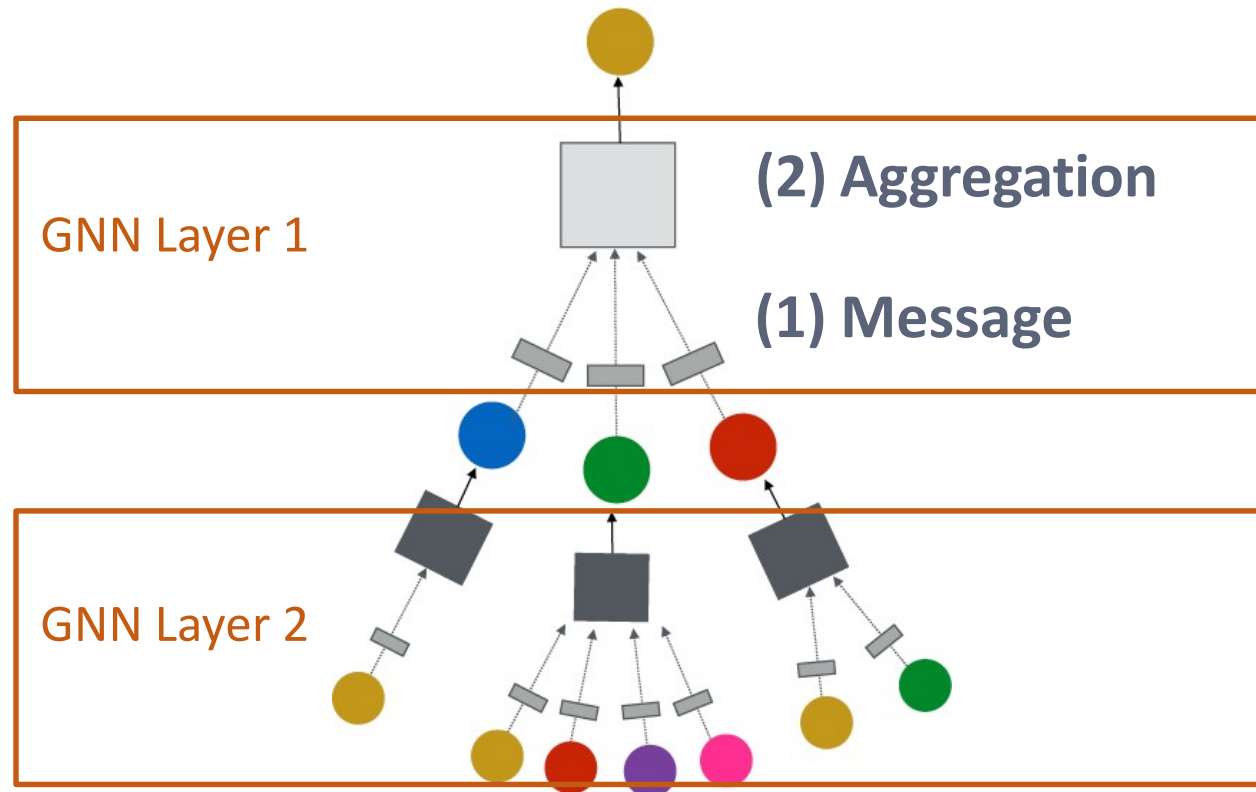 (2) Aggregation
GNN Layer 1
(1) Message
GNN Layer 2